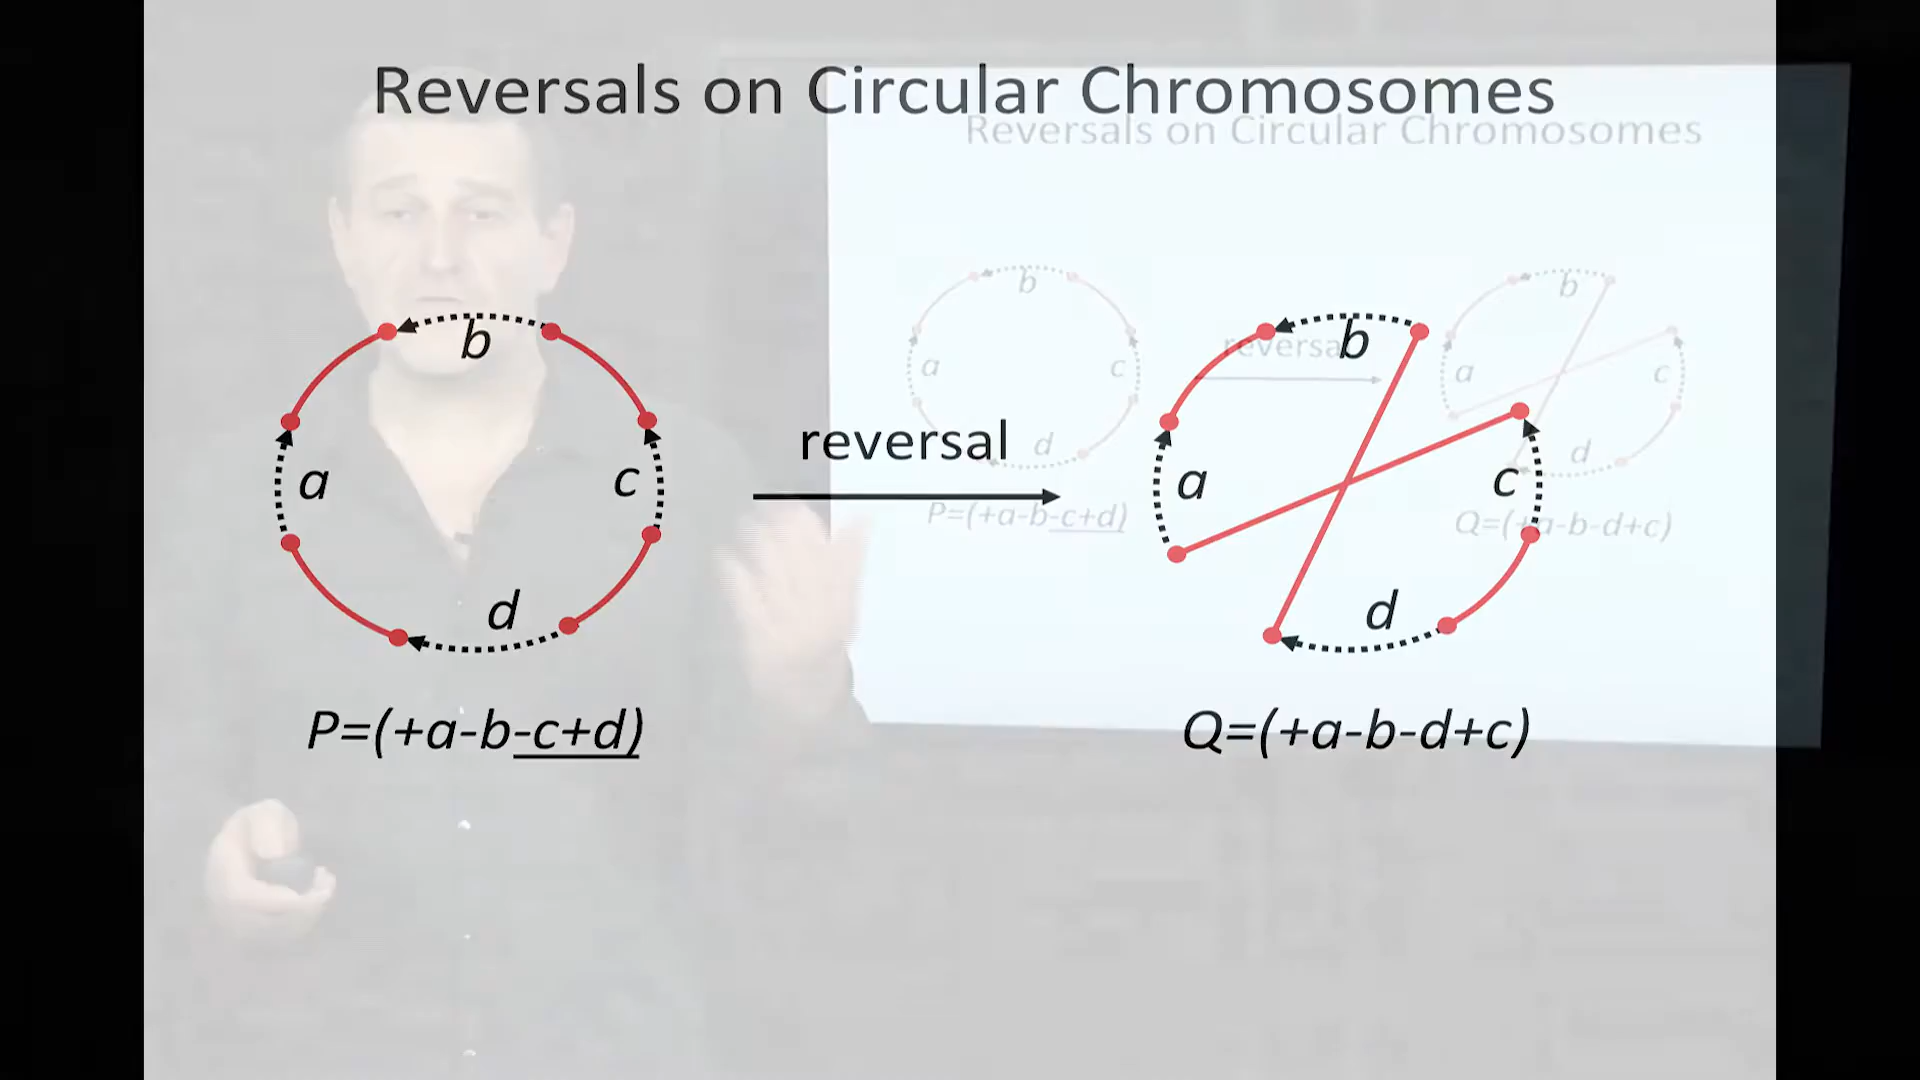 Reversals on Circular Chromosomes
Reversals on Circular Chromosomes
b
a
c
d
P=(+a-b-c+d)
reversal
b
a
c
d
Q=(+a-b-d+c)
b
a
c
d
P=(+a-b-c+d)
reversal
b
a
c
d
Q=(+a-b-d+c)